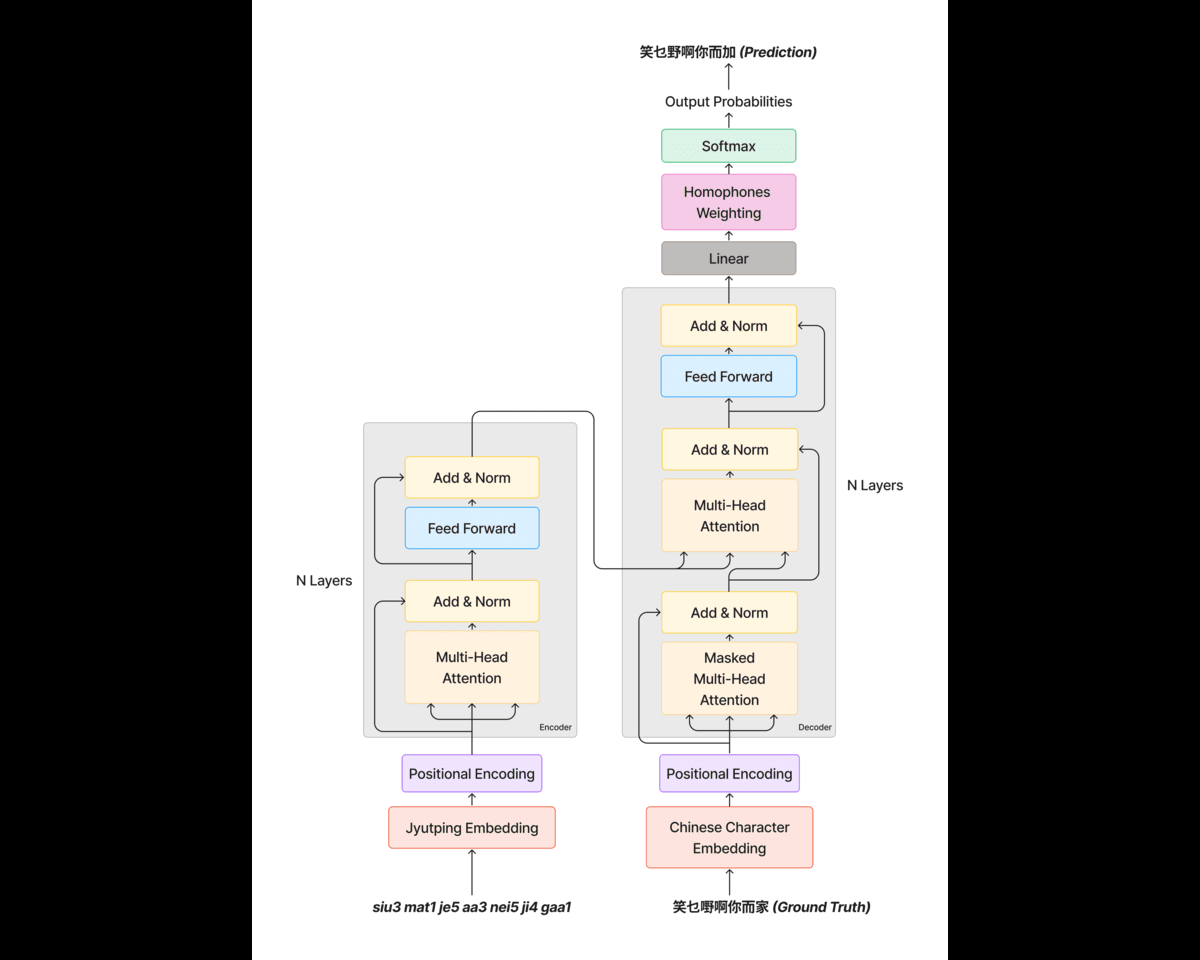 笑乜野啊你而加 (Prediction)
Output Probabilities
Softmax
Homophones
Weighting
Linear
Add & Norm
Feed Forward
Add & Norm
Multi-Head
Attention
N Layers
Add & Norm
Masked
Multi-Head
Attention
Decoder
Positional Encoding
Chinese Character
Embedding
笑乜嘢啊你而家 (Ground Truth)
Add & Norm
Feed Forward
N Layers
Add & Norm
Multi-Head
Attention
Encoder
Positional Encoding
Jyutping Embedding
siu3 mat1 je5 aa3 nei5 ji4 gaa1